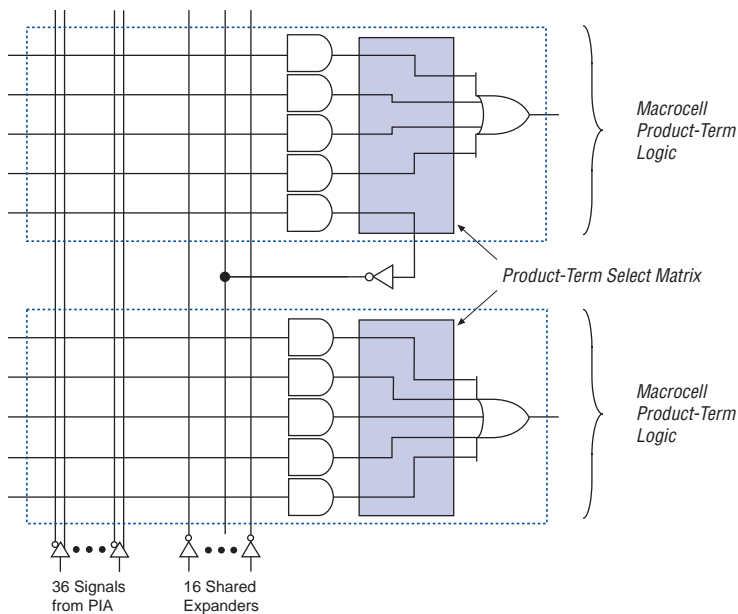 Macrocell
Product-Term
Logic
Product-Term Select Matrix
Macrocell
Product-Term
Logic
36 Signals
from PIA
16 Shared
Expanders